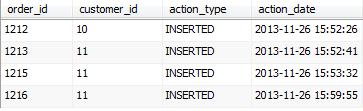 order_id customer_id action_type action_date
1212 10 INSERTED 2013-11-26 15:52:26
1213 11 INSERTED 2013-11-26 15:52:41
1215 11 INSERTED 2013-11-26 15:53:32
1216 11 INSERTED 2013-11-26 15:59:55